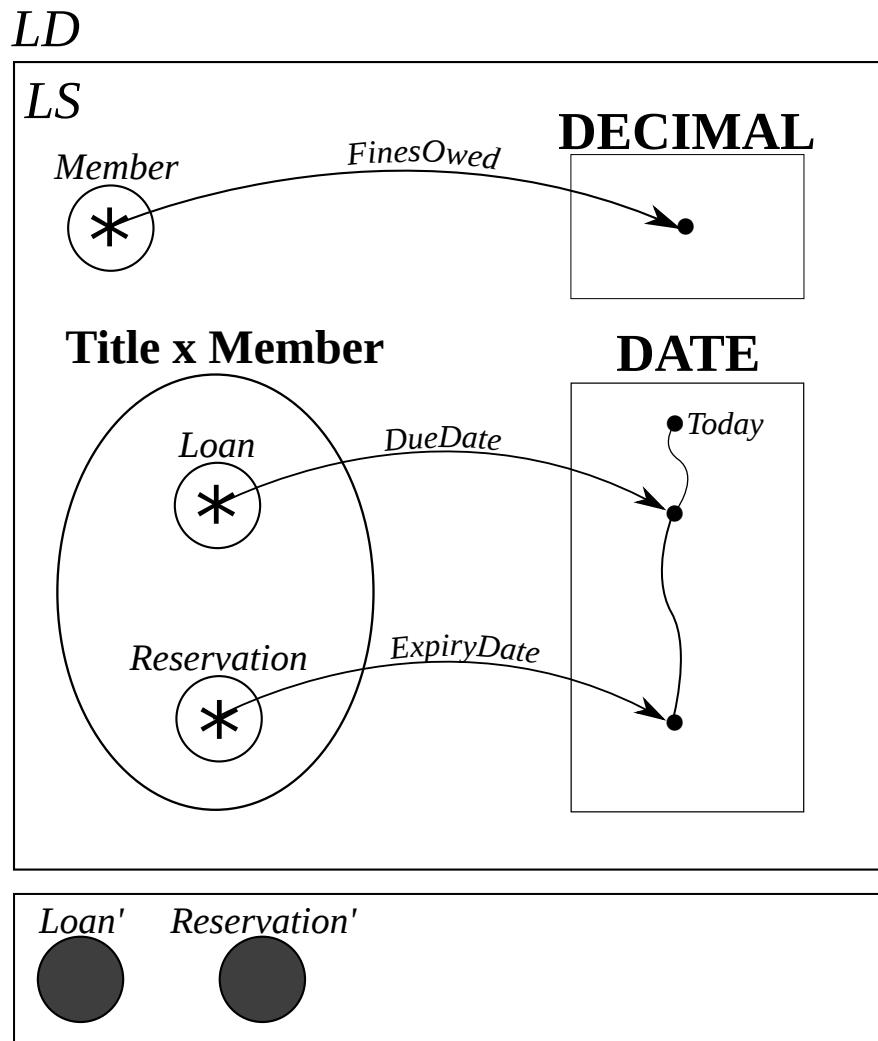 LD
LS
DECIMAL
Member
FinesOwed
*
Title x Member
DATE
Today
Loan
DueDate
*
Reservation
ExpiryDate
*
Loan' Reservation'